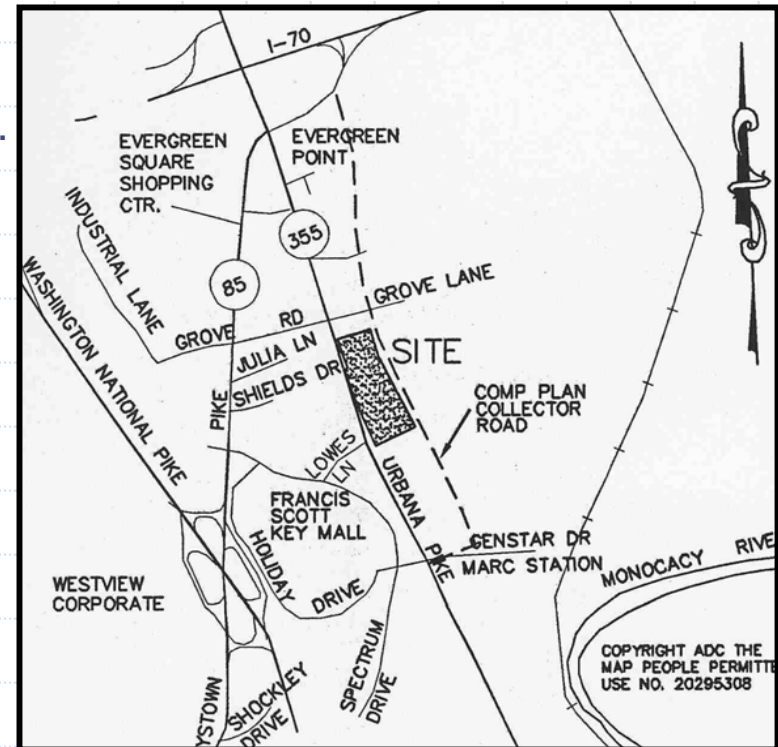 I-70
EVERGREEN
SQUARE
SHOPPING
CTR.
EVERGREEN
POINT
INDUSTRIAL LANE
WASHINGTON NATIONAL PIKE
355
85
GROVE RD
GROVE LANE
JULIA LN
SHIELDS DR
SITE
PIKE
COMP PLAN
COLLECTOR
ROAD
LOWES
LN
URBANA PIKE
FRANCIS
SCOTT
KEY MALL
HOLIDAY
DRIVE
GENSTAR DR
MARC STATION
MONOCACY RIVE
WESTVIEW
CORPORATE
SPECTRUM
DRIVE
SHOCKLEY
DRIVE
YSTOWN
COPYRIGHT ADC THE
MAP PEOPLE PERMITTE
USE NO. 20295308